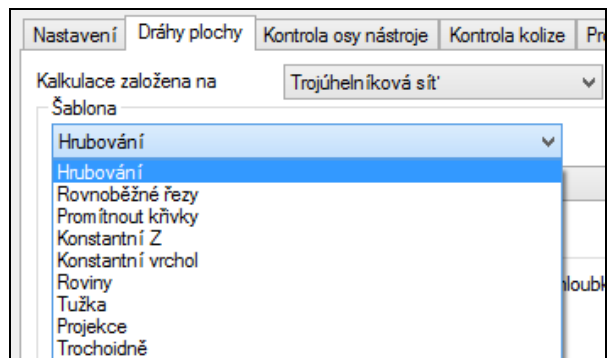 Nastavení Dráhy plochy Kontrola osy nástroje Kontrola kolize
Kalkulace založena na Trojúhelníková síť
Šablona
Hrubování
Hrubování
Rovnoběžné řezy
Promítnout křivky
Konstantní Z
Konstantní vrchol
Roviny
Tužka
Projekce
Trochoidně